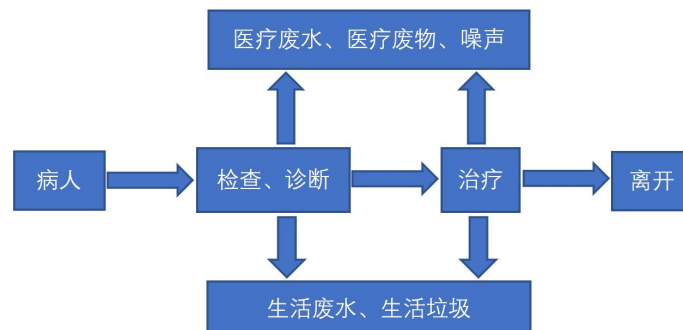 医疗废水、医疗废物、噪声
病人
检查、诊断
治疗
离开
生活废水、生活垃圾